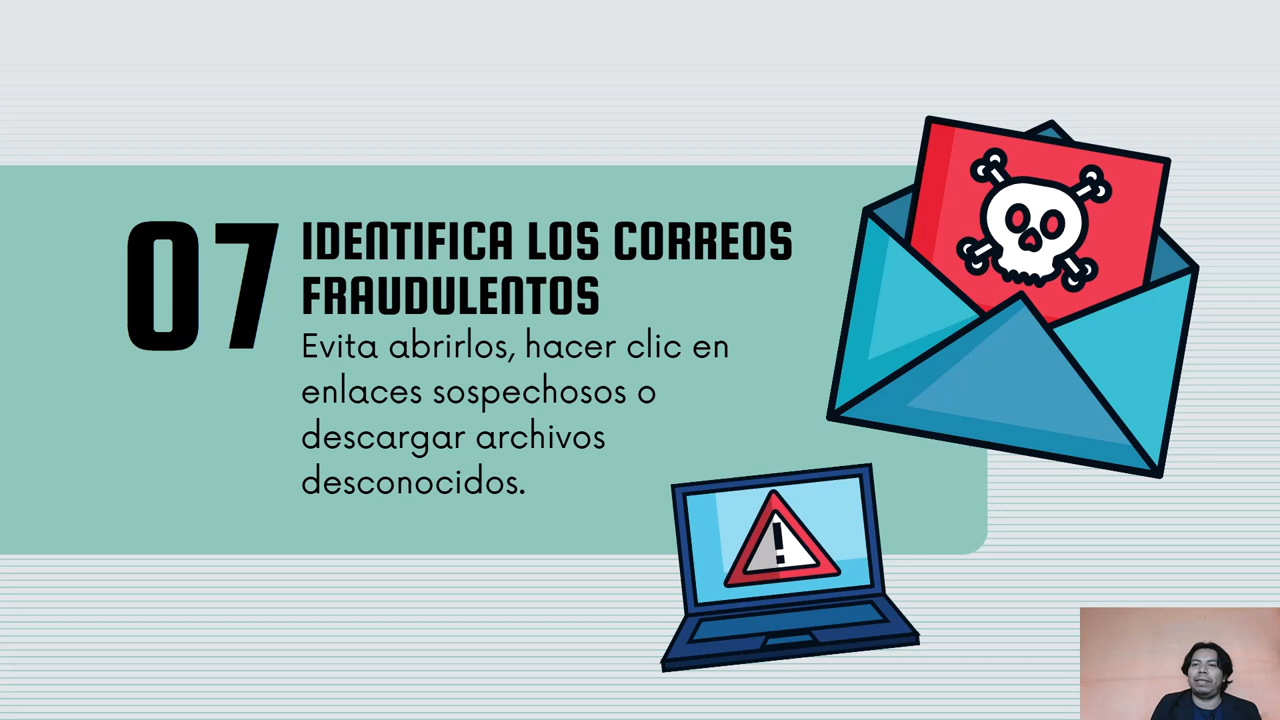 07
IDENTIFICA LOS CORREOS
FRAUDULENTOS
Evita abrirlos, hacer clic en
enlaces sospechosos o
descargar archivos
desconocidos.
!